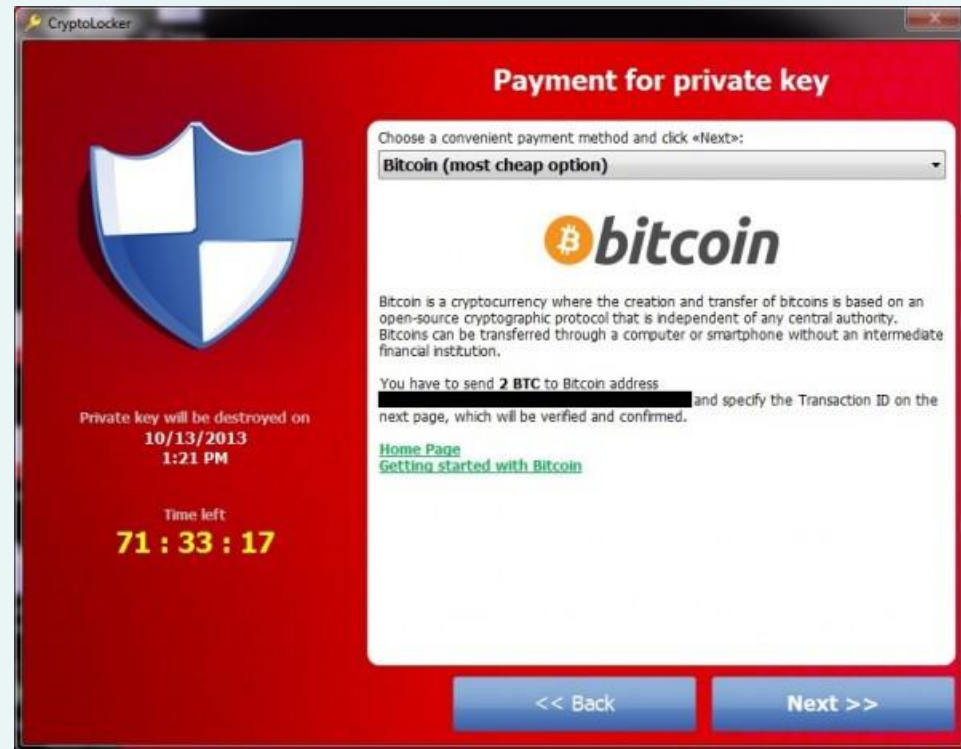 CryptoLocker
Payment for private key
Choose a convenient payment method and click «Next»:
Bitcoin (most cheap option)
bitcoin
Bitcoin is a cryptocurrency where the creation and transfer of bitcoins is based on an
open-source cryptographic protocol that is independent of any central authority.
Bitcoins can be transferred through a computer or smartphone without an intermediate
financial institution.
You have to send 2 BTC to Bitcoin address
and specify the Transaction ID on the
next page, which will be verified and confirmed.
Home Page
Getting started with Bitcoin
Private key will be destroyed on
10/13/2013
1:21 PM
Time left
71 : 33 : 17
<< Back
Next >>